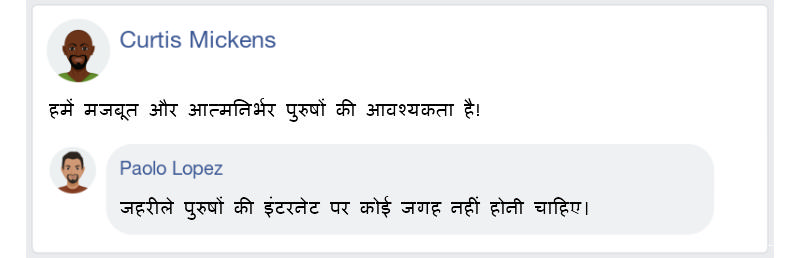 Curtis Mickens
हमें मजबूत और आत्मनिर्भर पुरुषों की आवश्यकता है!
Paolo Lopez
जहरीले पुरुषों की इंटरनेट पर कोई जगह नहीं होनी चाहिए।